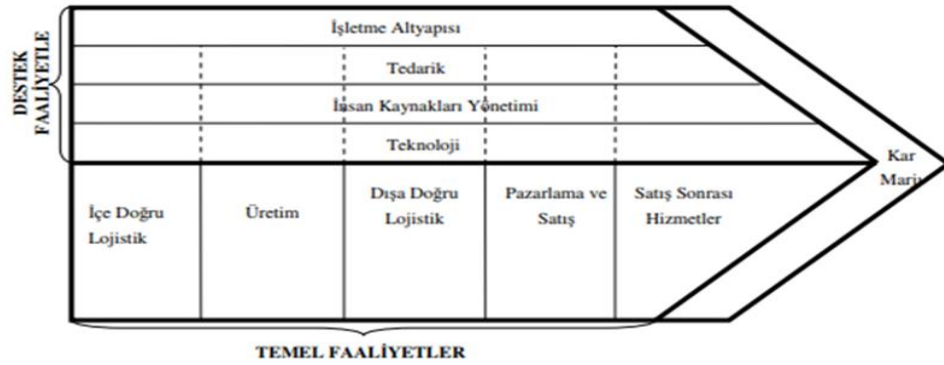 DESTEK
FAALİYETLE
İşletme Altyapısı
Tedarik
İnsan Kaynakları Yönetimi
Teknoloji
İçe Doğru
Lojistik
Üretim
Dışa Doğru
Lojistik
Pazarlama ve
Satış
Satış Sonrası
Hizmetler
Kar
Marjı
TEMEL FAALİYETLER